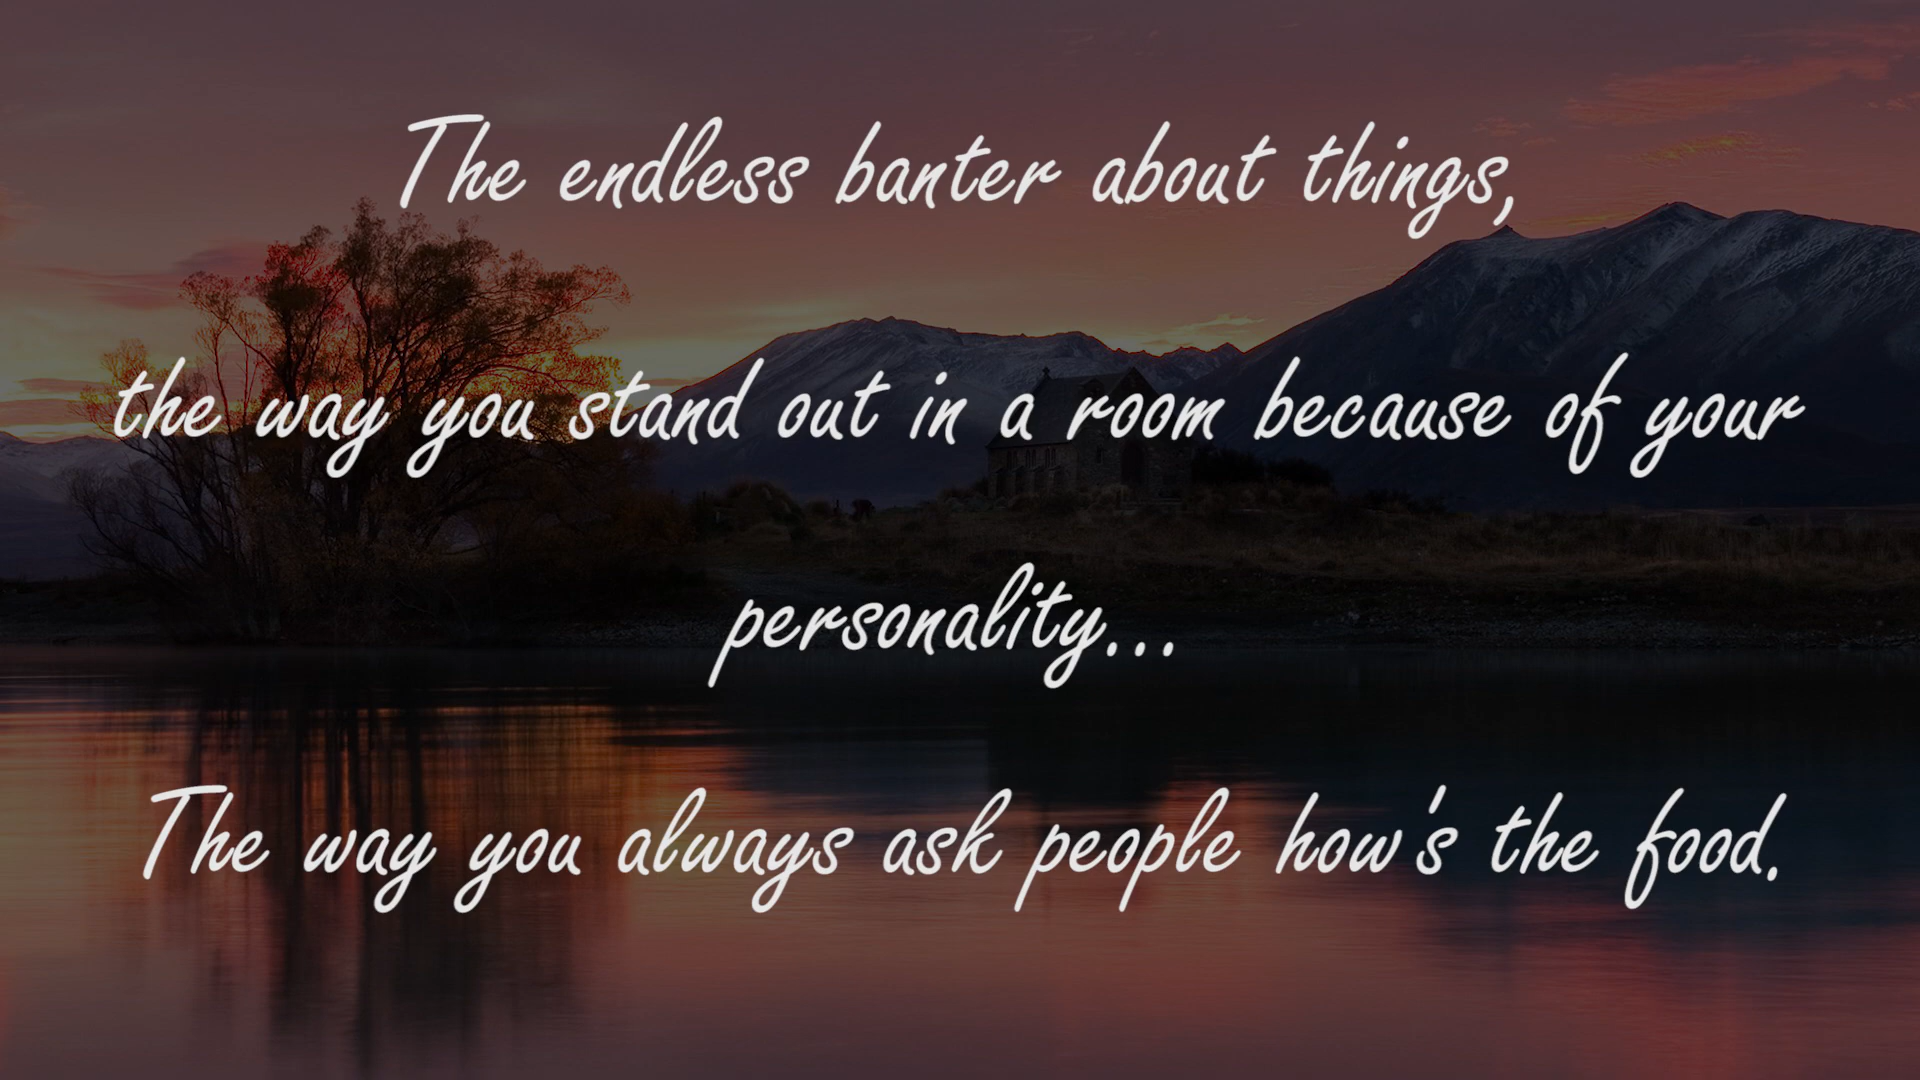 The endless banter about things,
the way you stand out in a room because of your
personality...
The way you always ask people how's the food.